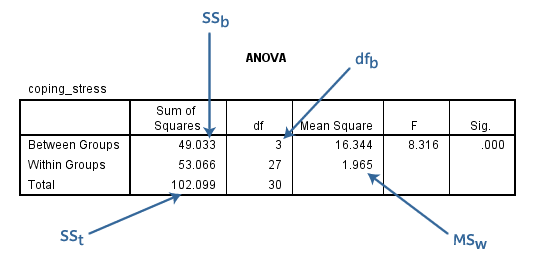 SSb
ANOVA
dfb
coping_stress
Sum of Squares df Mean Square F Sig.
Between Groups 49.033 3 16.344 8.316 .000
Within Groups 53.066 27 1.965
Total 102.099 30
SSt
MSw